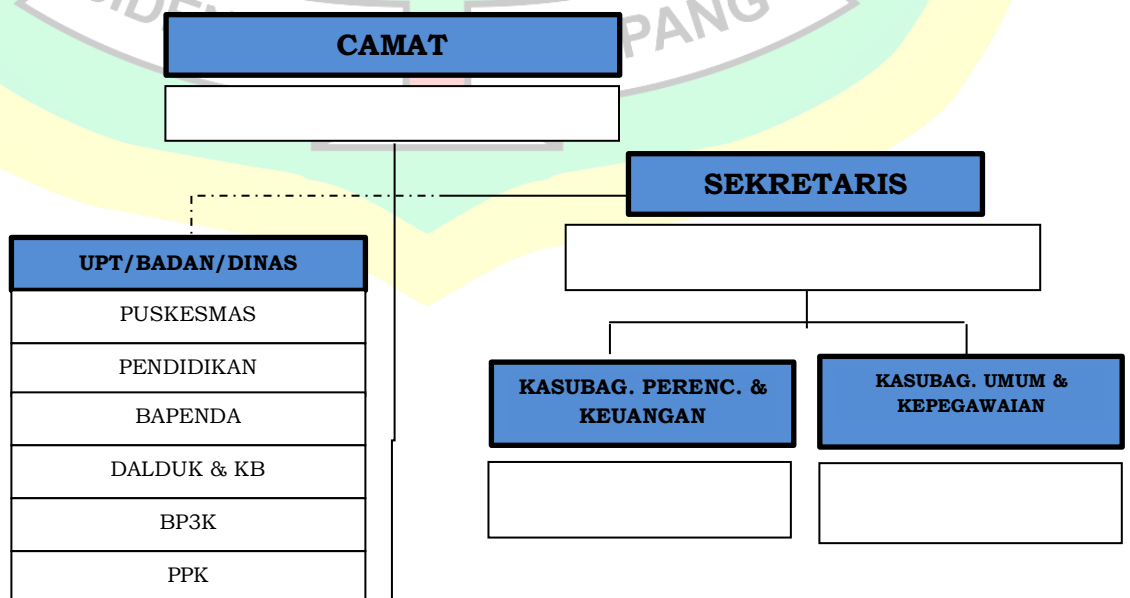 CAMAT
SEKRETARIS
UPT/BADAN/DINAS
PUSKESMAS
PENDIDIKAN
BAPENDA
DALDUK & KB
BP3K
PPK
KASUBAG. PERENC. &
KEUANGAN
KASUBAG. UMUM &
KEPEGAWAIAN